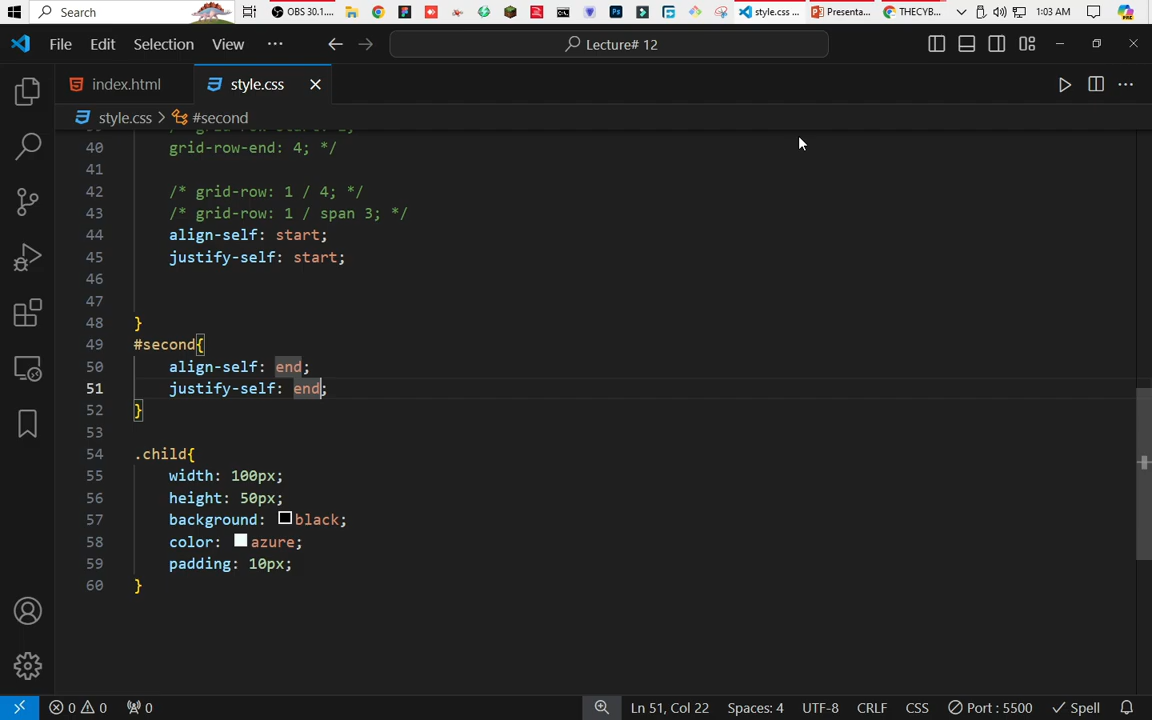 Search
OBS 30.1....
style.css ...
Presenta...
THECYB...
1:03 AM
File Edit Selection View
Lecture# 12
index.html
style.css
style.css > #second
40 grid-row-end: 4; */
41
42 /* grid-row: 1 / 4; */
43 /* grid-row: 1 / span 3; */
44 align-self: start;
45 justify-self: start;
46
47
48 }
49 #second{
50 align-self: end;
51 justify-self: end;
52 }
53
54 .child{
55 width: 100px;
56 height: 50px;
57 background: black;
58 color: azure;
59 padding: 10px;
60 }
0 0 0 Ln 51, Col 22 Spaces: 4 UTF-8 CRLF CSS Port : 5500 Spell